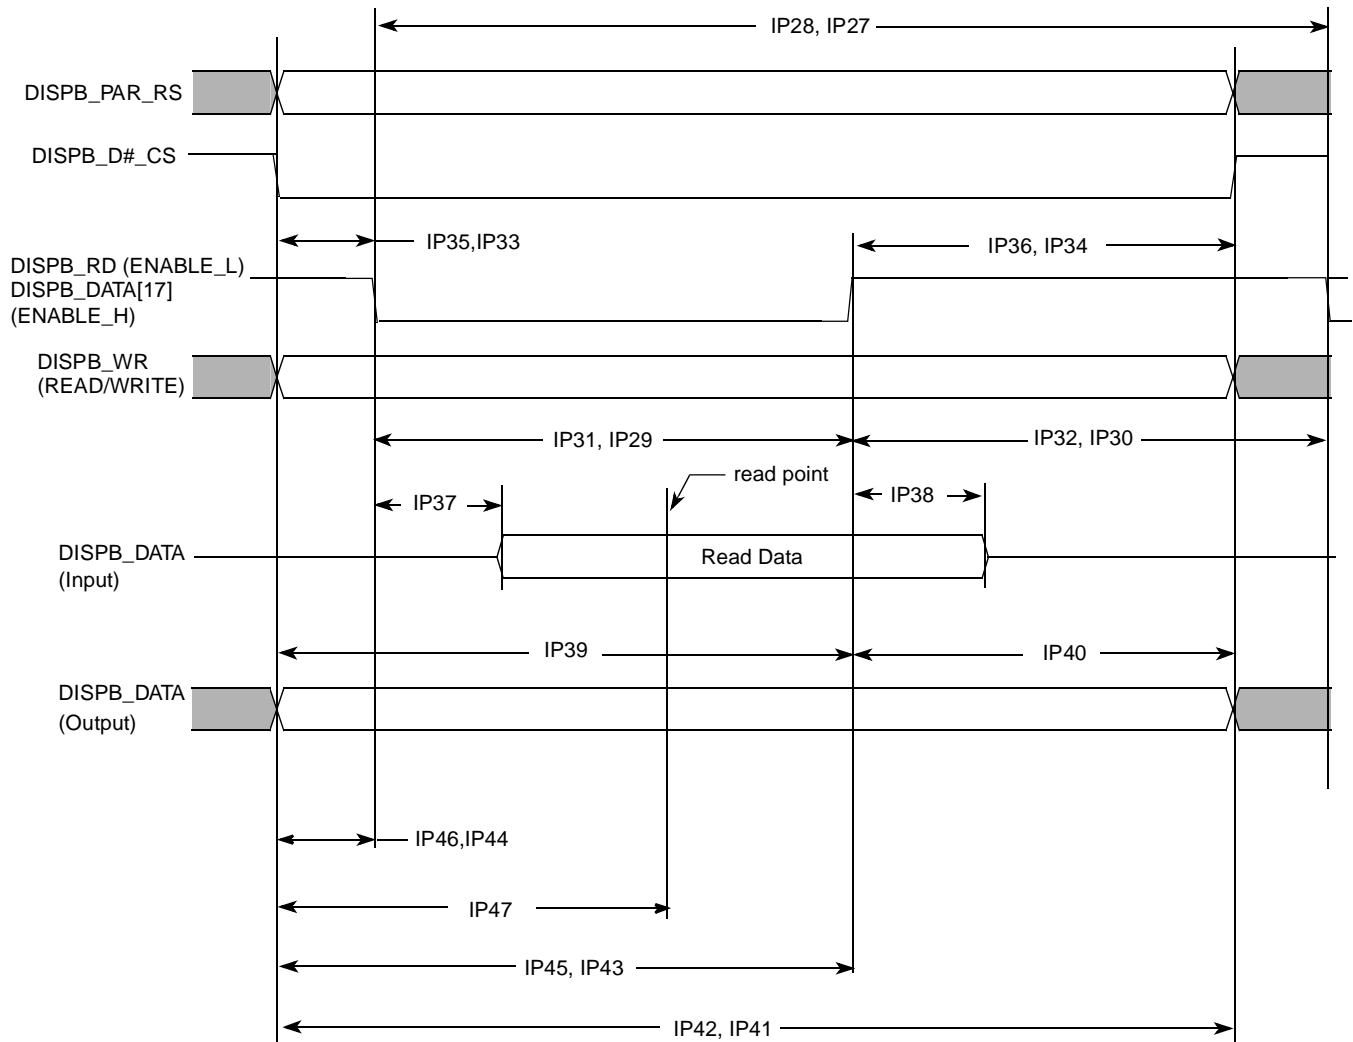 IP28, IP27
DISPB_PAR_RS
DISPB_D#_CS
IP35,IP33
IP36, IP34
DISPB_RD (ENABLE_L)
DISPB_DATA[17]
(ENABLE_H)
DISPB_WR
(READ/WRITE)
IP31, IP29
IP32, IP30
read point
IP37
IP38
DISPB_DATA
(Input)
Read Data
IP39
IP40
DISPB_DATA
(Output)
IP46,IP44
IP47
IP45, IP43
IP42, IP41